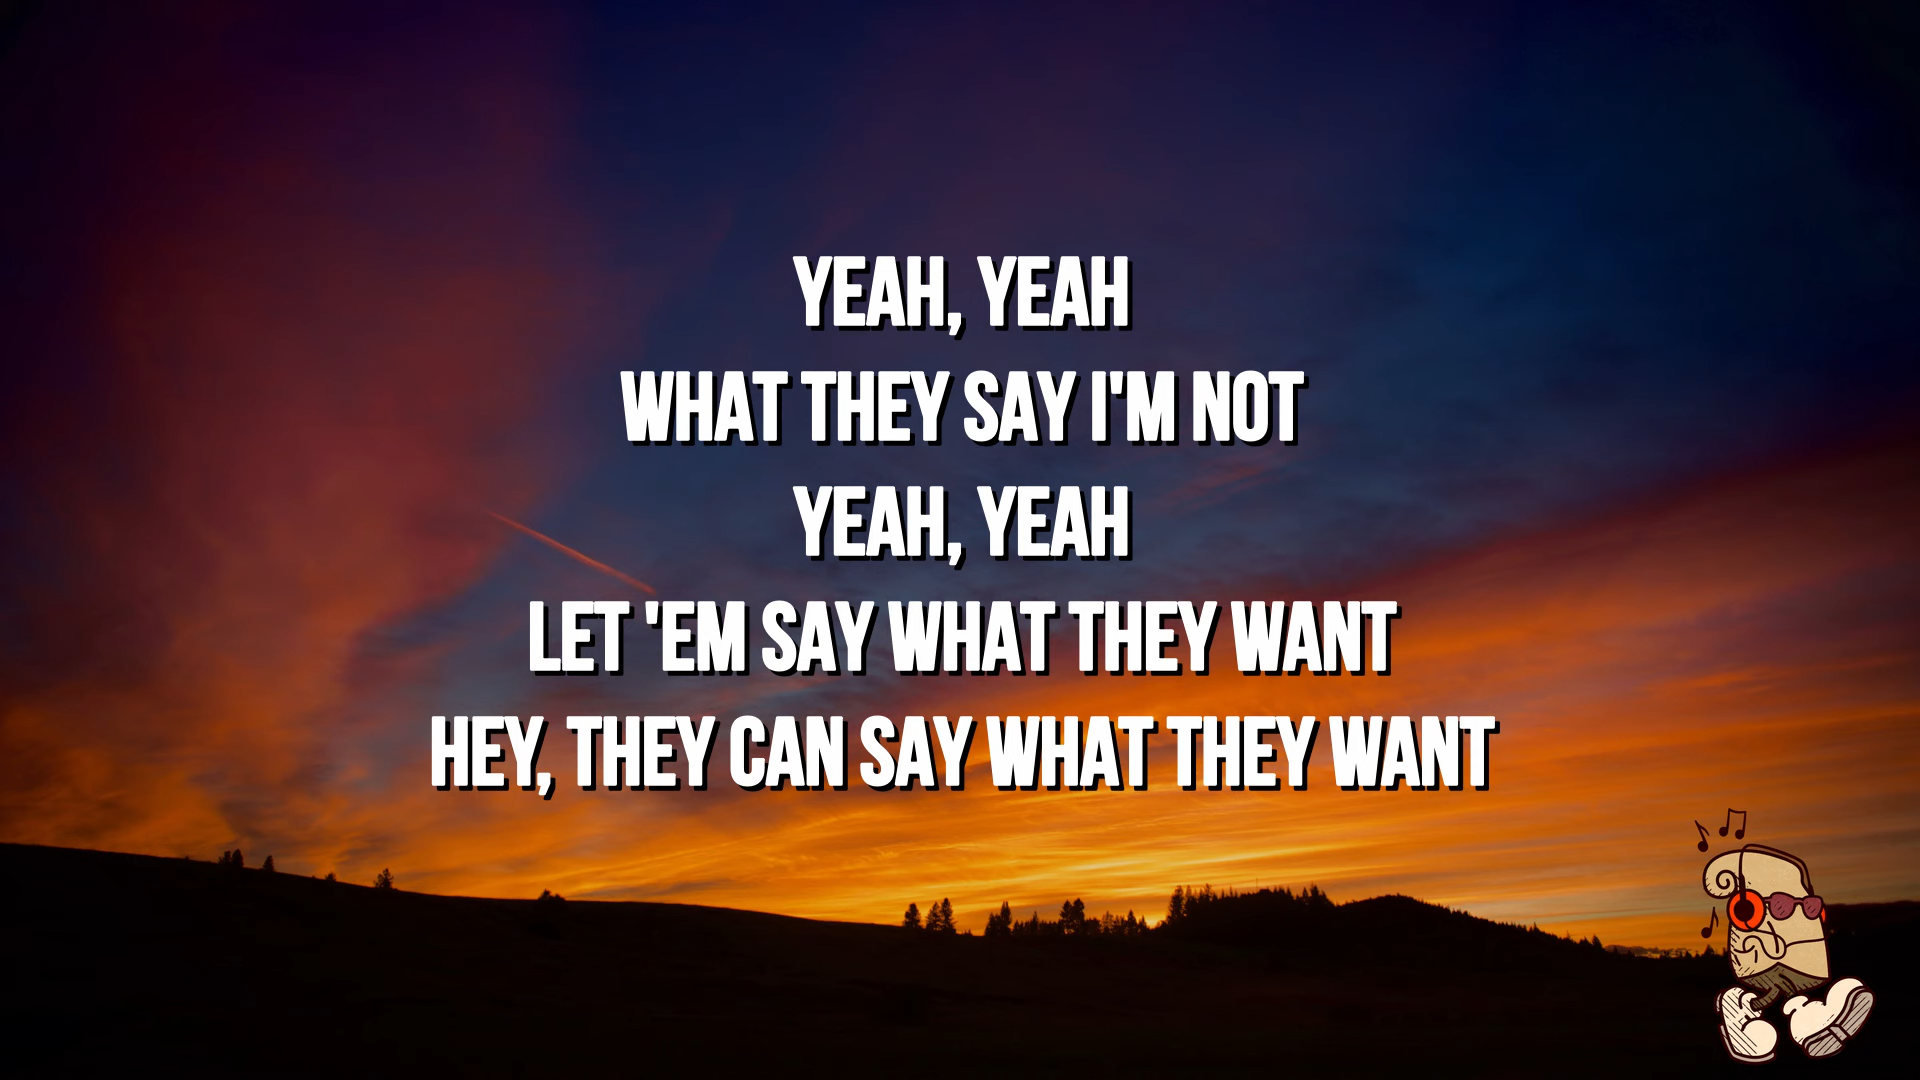 YEAH, YEAH
WHAT THEY SAY I'M NOT
YEAH, YEAH
LET 'EM SAY WHAT THEY WANT
HEY, THEY CAN SAY WHAT THEY WANT